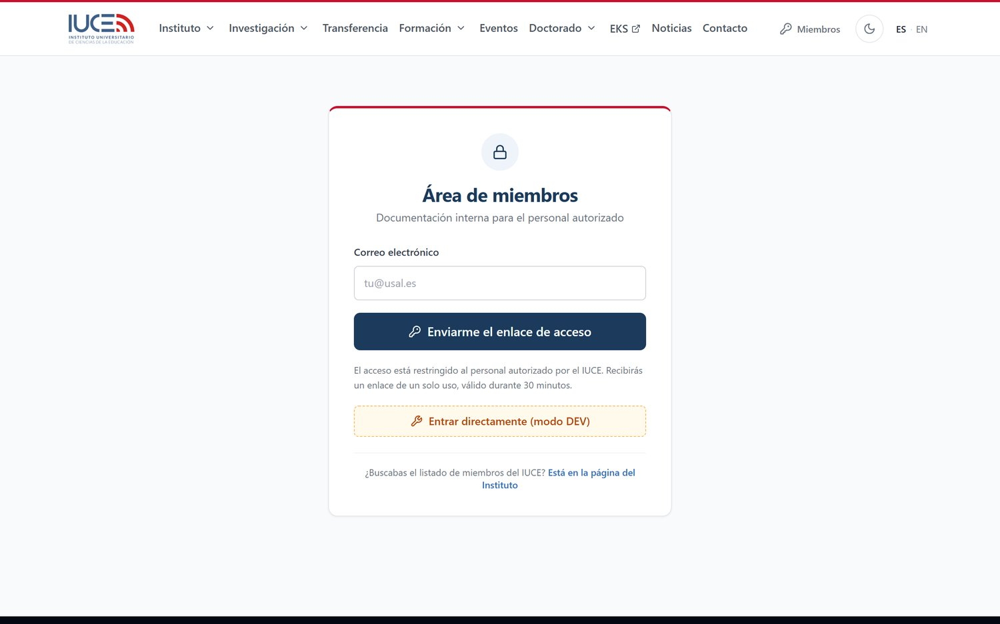 IUCE
INSTITUTO UNIVERSITARIO
DE CIENCIAS DE LA EDUCACIÓN
Instituto
Investigación
Transferencia
Formación
Eventos
Doctorado
EKS
Noticias
Contacto
Miembros
ES · EN
Área de miembros
Documentación interna para el personal autorizado
Correo electrónico
tu@usal.es
Enviarme el enlace de acceso
El acceso está restringido al personal autorizado por el IUCE. Recibirás
un enlace de un solo uso, válido durante 30 minutos.
Entrar directamente (modo DEV)
¿Buscabas el listado de miembros del IUCE? Está en la página del
Instituto